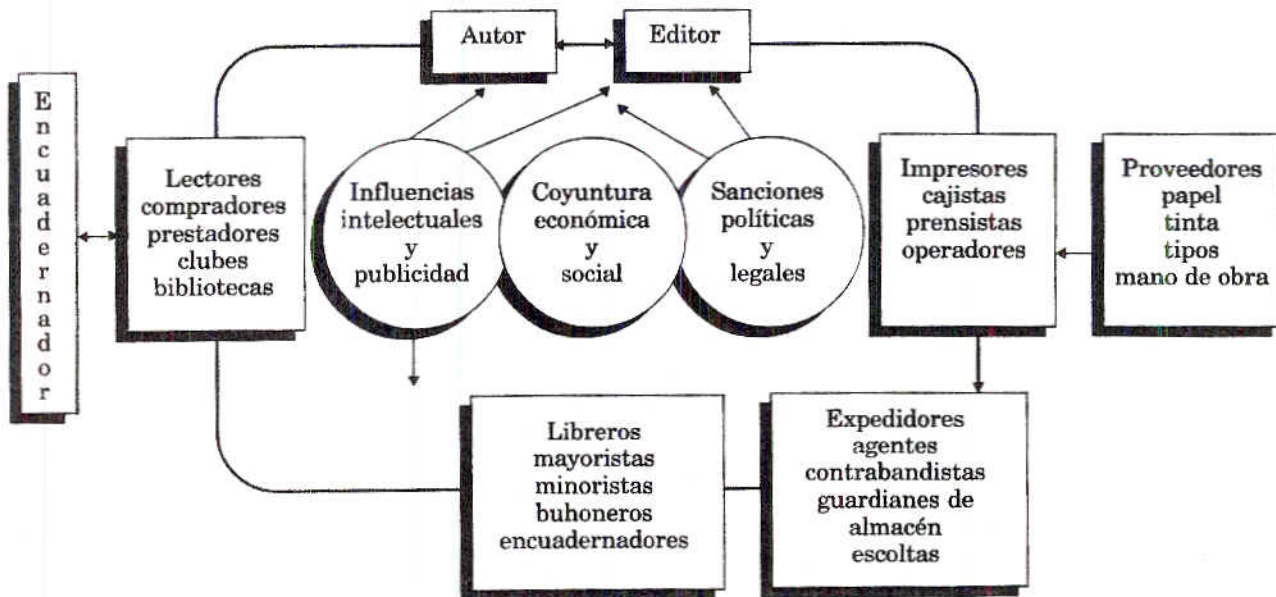 Autor
Editor
Encuadernador
Lectores
compradores
prestadores
clubes
bibliotecas
Influencias
intelectuales
y
publicidad
Coyuntura
económica
y
social
Sanciones
políticas
y
legales
Impresores
cajistas
prensistas
operadores
Proveedores
papel
tinta
tipos
mano de obra
Libreros
mayoristas
minoristas
buhoneros
encuadernadores
Expedidores
agentes
contrabandistas
guardianes de
almacén
escoltas